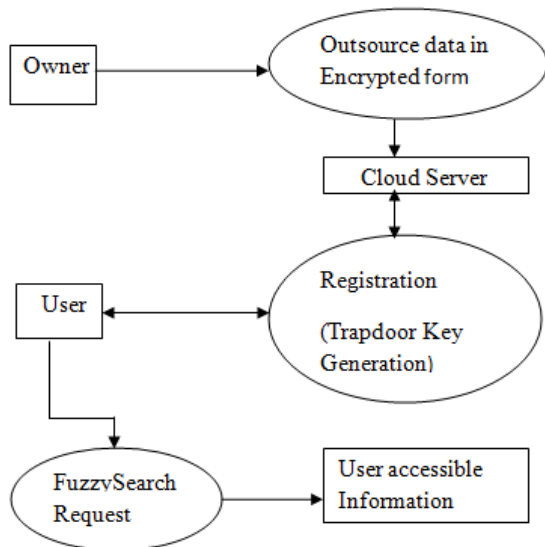 Owner
Outsource data in
Encrypted form
Cloud Server
Registration
(Trapdoor Key
Generation)
User
FuzzySearch
Request
User accessible
Information